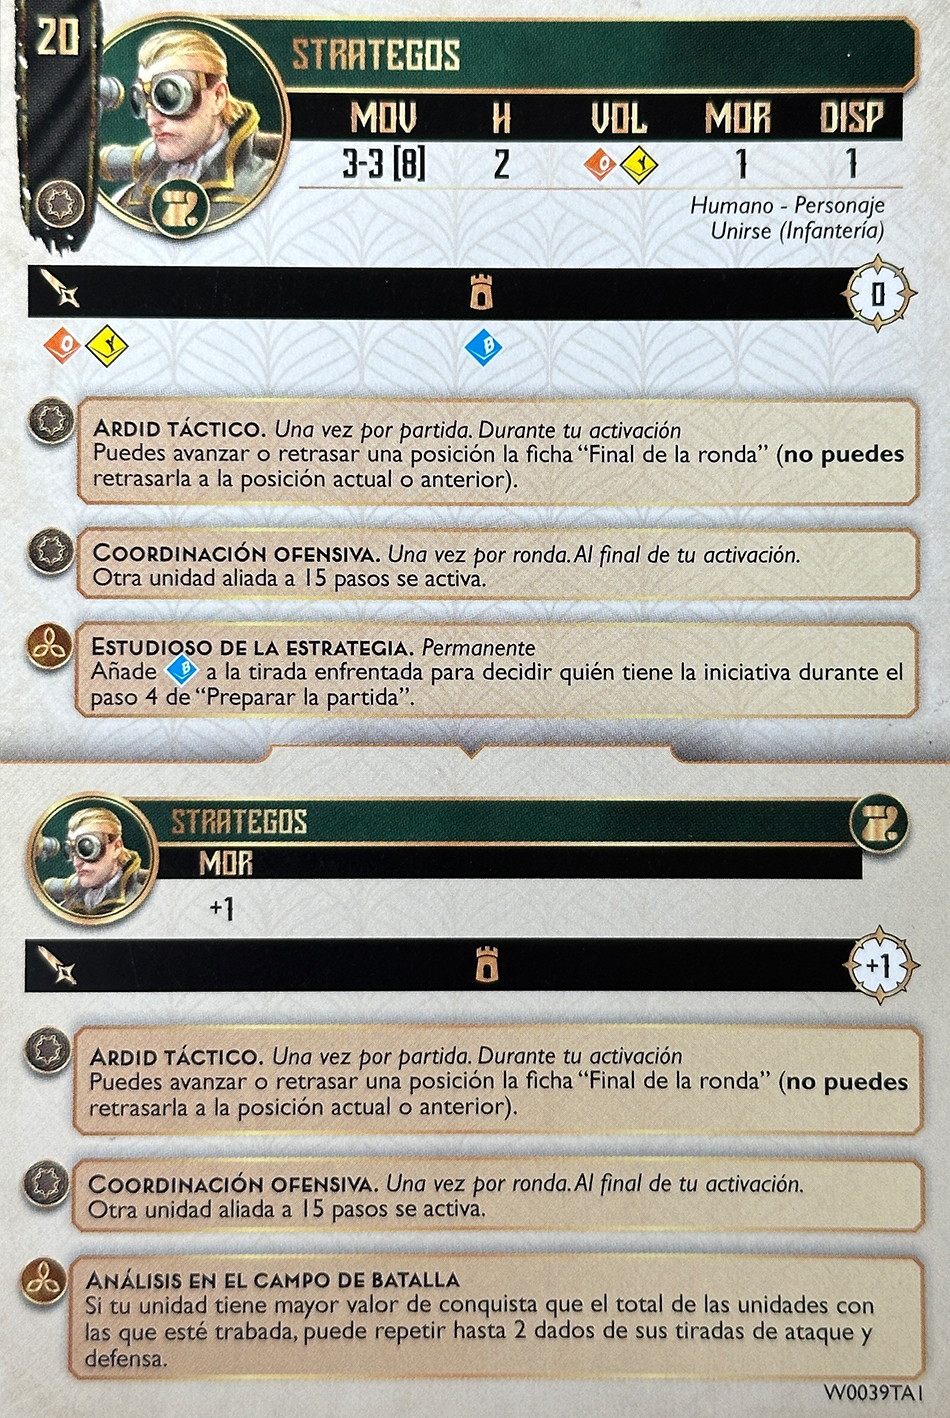 20
STRATEGOS
MOV H VOL MOR DISP
3-3 [8] 2 O Y 1 1
Humano - Personaje
Unirse (Infantería)
0
O Y B
ARDID TÁCTICO. Una vez por partida. Durante tu activación
Puedes avanzar o retrasar una posición la ficha “Final de la ronda” (no puedes
retrasarla a la posición actual o anterior).
COORDINACIÓN OFENSIVA. Una vez por ronda. Al final de tu activación.
Otra unidad aliada a 15 pasos se activa.
ESTUDIOSO DE LA ESTRATEGIA. Permanente
Añade B a la tirada enfrentada para decidir quién tiene la iniciativa durante el
paso 4 de “Preparar la partida”.
STRATEGOS
MOR
+1
+1
ARDID TÁCTICO. Una vez por partida. Durante tu activación
Puedes avanzar o retrasar una posición la ficha “Final de la ronda” (no puedes
retrasarla a la posición actual o anterior).
COORDINACIÓN OFENSIVA. Una vez por ronda. Al final de tu activación.
Otra unidad aliada a 15 pasos se activa.
ANÁLISIS EN EL CAMPO DE BATALLA
Si tu unidad tiene mayor valor de conquista que el total de las unidades con
las que esté trabada, puede repetir hasta 2 dados de sus tiradas de ataque y
defensa.
W0039TA1